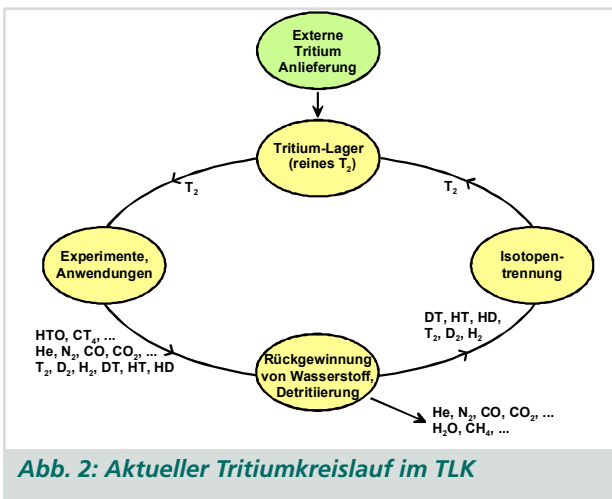 Externe
Tritium
Anlieferung
Tritium-Lager
(reines T₂)
T₂
T₂
Experimente,
Anwendungen
Isotopen-
trennung
HTO, CT₄, ...
He, N₂, CO, CO₂, ...
T₂, D₂, H₂, DT, HT, HD
DT, HT, HD,
T₂, D₂, H₂
Rückgewinnung
von Wasserstoff,
Detritiierung
He, N₂, CO, CO₂, ...
H₂O, CH₄, ...
Abb. 2: Aktueller Tritiumkreislauf im TLK